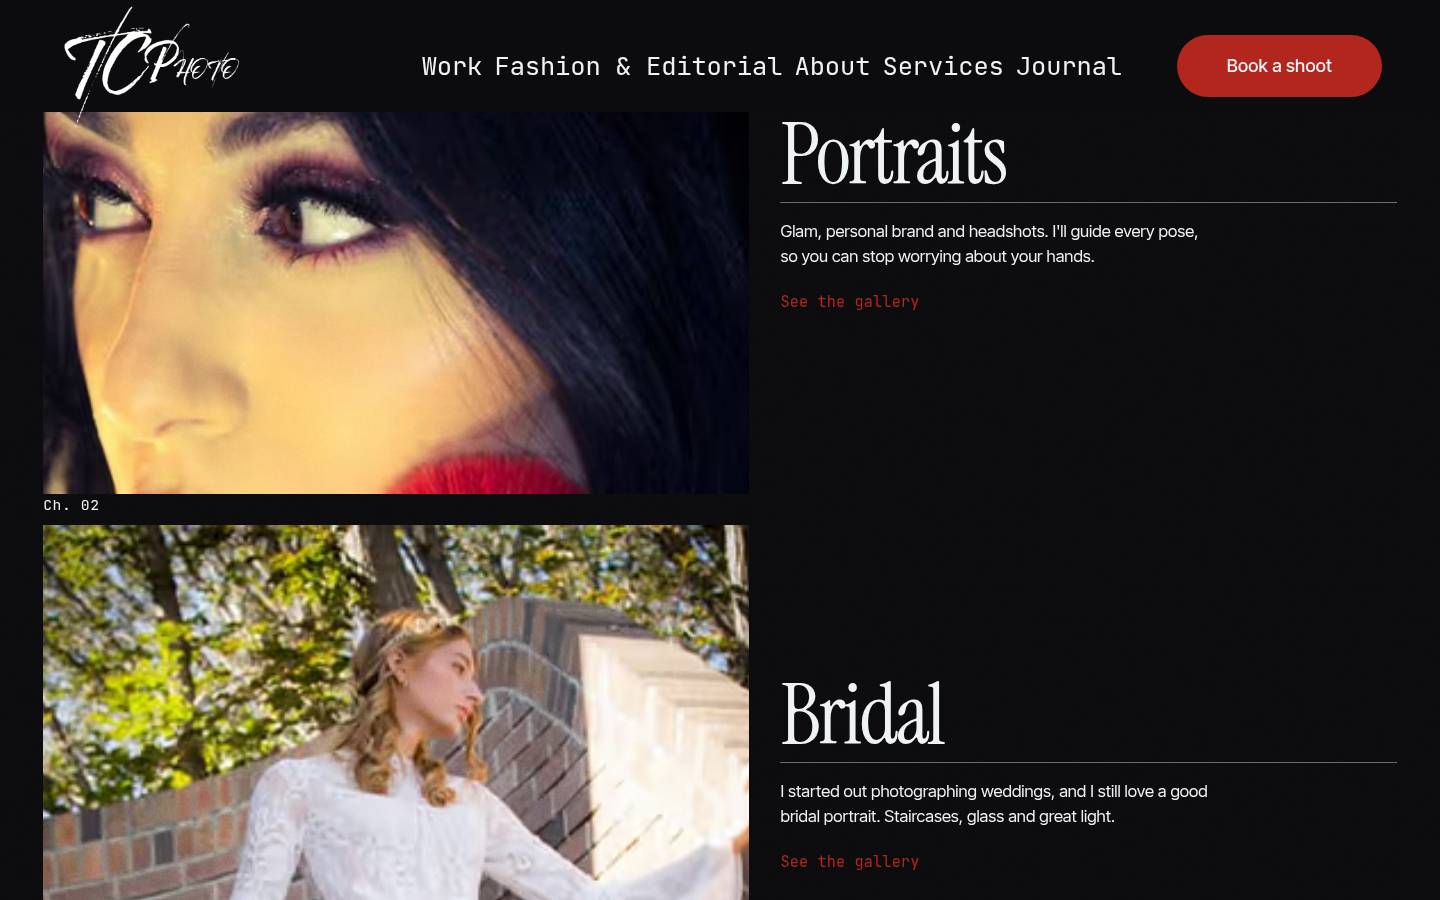 TCPHOTO
Work Fashion & Editorial About Services Journal
Book a shoot
Portraits
Glam, personal brand and headshots. I'll guide every pose,
so you can stop worrying about your hands.
See the gallery
Ch. 02
Bridal
I started out photographing weddings, and I still love a good
bridal portrait. Staircases, glass and great light.
See the gallery